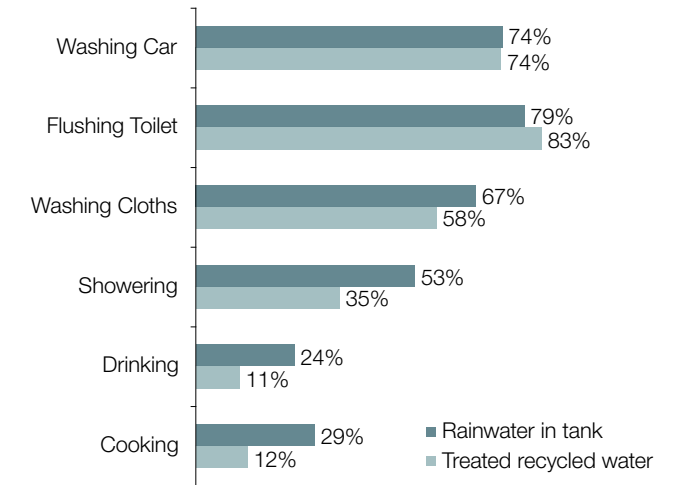 Washing Car
74%
74%
Flushing Toilet
79%
83%
Washing Cloths
67%
58%
Showering
53%
35%
Drinking
24%
11%
Cooking
29%
12%
Rainwater in tank
Treated recycled water